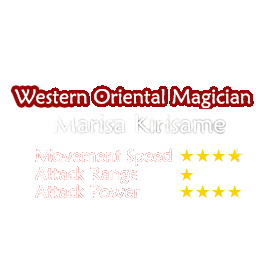 Western Oriental Magician
Marisa Kirisame
Movement Speed ★★★★
Attack Range ★
Attack Power ★★★★